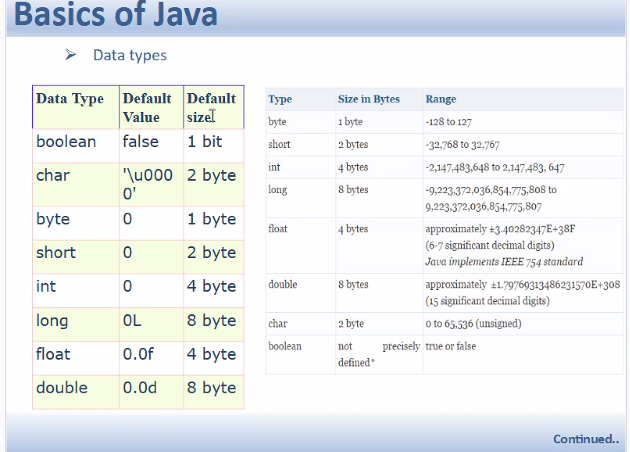 Basics of Java
➤ Data types
Data Type Default Default
Value size
boolean false 1 bit
char '\u000 2 byte
0'
byte 0 1 byte
short 0 2 byte
int 0 4 byte
long 0L 8 byte
float 0.0f 4 byte
double 0.0d 8 byte
Type Size in Bytes Range
byte 1 byte -128 to 127
short 2 bytes -32,768 to 32,767
int 4 bytes -2,147,483,648 to 2,147,483, 647
long 8 bytes -9,223,372,036,854,775,808 to
9,223,372,036,854,775,807
float 4 bytes approximately ±3.40282347E+38F
(6-7 significant decimal digits)
Java implements IEEE 754 standard
double 8 bytes approximately ±1.79769313486231570E+308
(15 significant decimal digits)
char 2 byte 0 to 65,536 (unsigned)
boolean not precisely true or false
defined*
Continued..